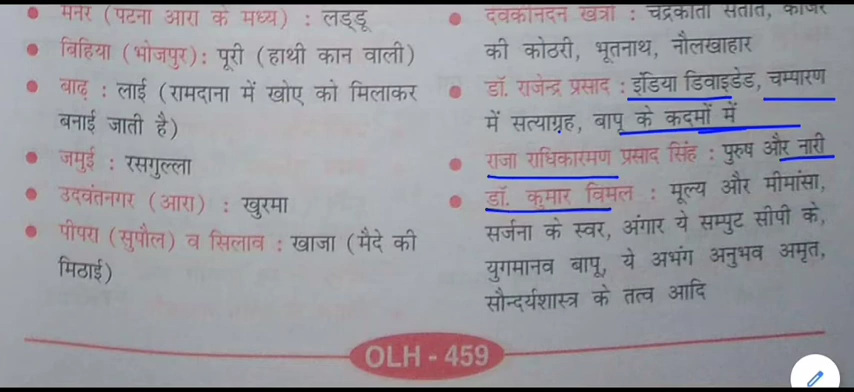 मनेर (पटना आरा के मध्य) : लड्डू
बिहिया (भोजपुर): पूरी (हाथी कान वाली)
बाढ़ : लाई (रामदाना में खोए को मिलाकर
बनाई जाती है)
जमुई : रसगुल्ला
उदवंतनगर (आरा) : खुरमा
पीपरा (सुपौल) व सिलाव : खाजा (मैदे की
मिठाई)
देवकीनंदन खत्री : चंद्रकांता संतति, काजर
की कोठरी, भूतनाथ, नौलखाहार
डॉ. राजेन्द्र प्रसाद : इंडिया डिवाइडेड, चम्पारण
में सत्याग्रह, बापू के कदमों में
राजा राधिकारमण प्रसाद सिंह : पुरुष और नारी
डॉ. कुमार विमल : मूल्य और मीमांसा,
सर्जना के स्वर, अंगार ये सम्पुट सीपी के,
युगमानव बापू, ये अभंग अनुभव अमृत,
सौन्दर्यशास्त्र के तत्व आदि
OLH - 459